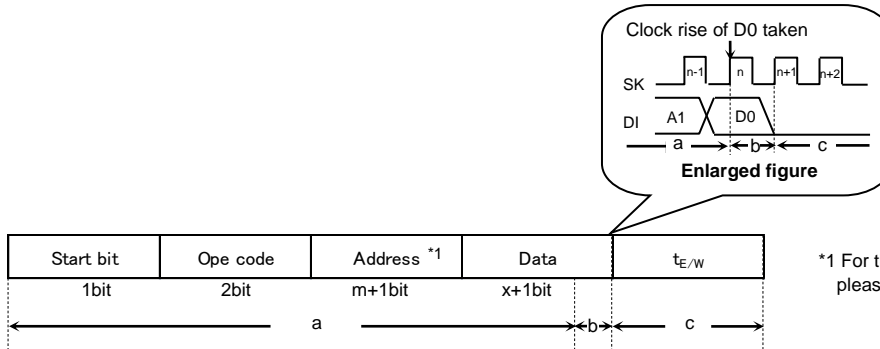 Clock rise of D0 taken
SK n-1 n n+1 n+2
DI A1 D0
a b c
Enlarged figure
Start bit Ope code Address *1 Data tE/W
1bit 2bit m+1bit x+1bit
a b c
*1 For t
pleas